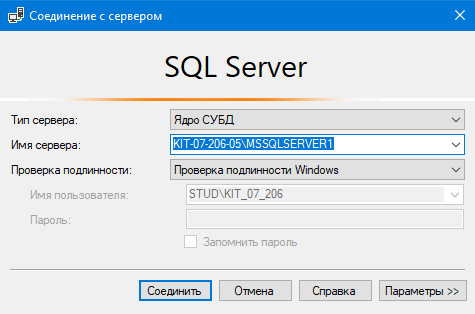 Соединение с сервером
SQL Server
Тип сервера: Ядро СУБД
Имя сервера: KIT-07-206-05\MSSQLSERVER1
Проверка подлинности: Проверка подлинности Windows
Имя пользователя: STUD\KIT_07_206
Пароль:
Запомнить пароль
Соединить Отмена Справка Параметры >>